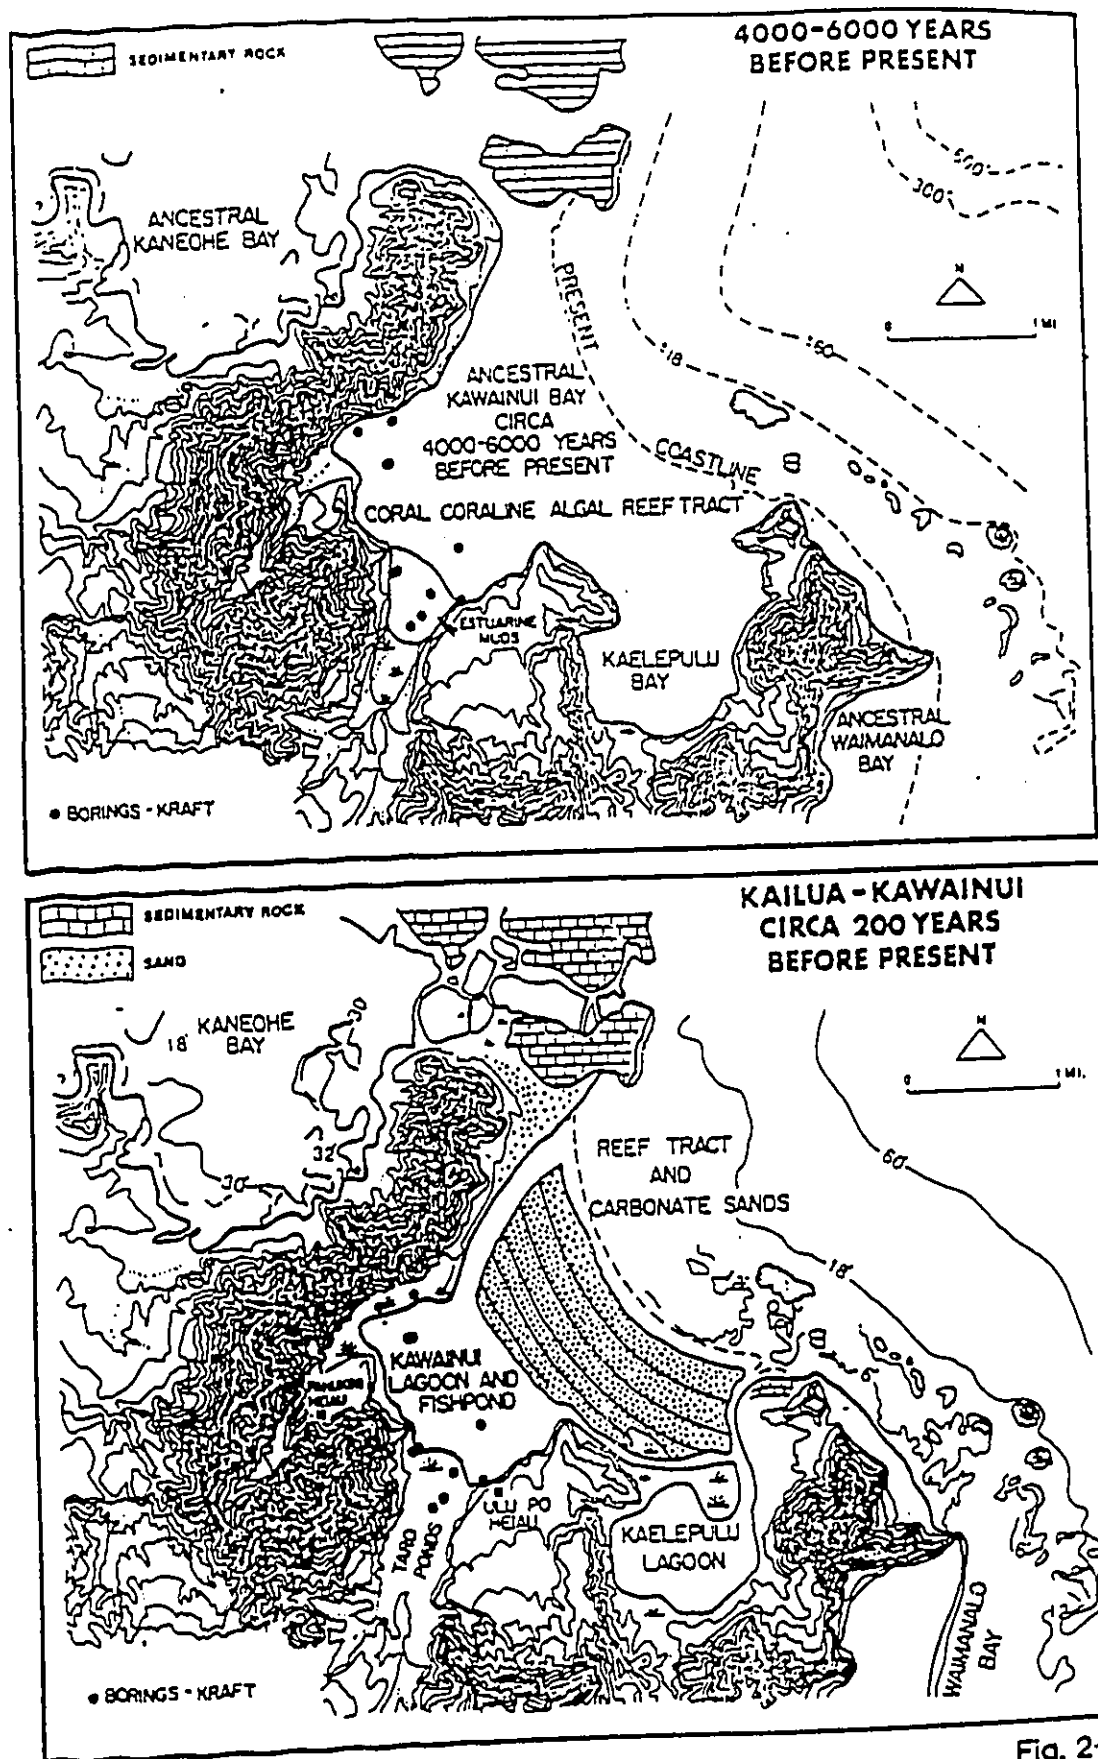 SEDIMENTARY ROCK
4000-6000 YEARS
BEFORE PRESENT
500'
300'
ANCESTRAL
KANEOHE BAY
N
0 1 MI.
PRESENT
COASTLINE
18'
60'
ANCESTRAL
KAWAINUI BAY
CIRCA
4000-6000 YEARS
BEFORE PRESENT
CORAL CORALINE ALGAL REEF TRACT
ESTUARINE
MUDS
KAELEPULU
BAY
ANCESTRAL
WAIMANALO
BAY
BORINGS - KRAFT
SEDIMENTARY ROCK
SAND
KAILUA - KAWAINUI
CIRCA 200 YEARS
BEFORE PRESENT
18'
KANEOHE
BAY
30
N
0 1 MI.
32'
30'
REEF TRACT
AND
CARBONATE SANDS
60'
18'
KAWAINUI
LAGOON AND
FISHPOND
HEIAU
ULU PO
HEIAU
TARO
PONDS
KAELEPULU
LAGOON
WAIMANALO
BAY
BORINGS - KRAFT
Fig. 2-